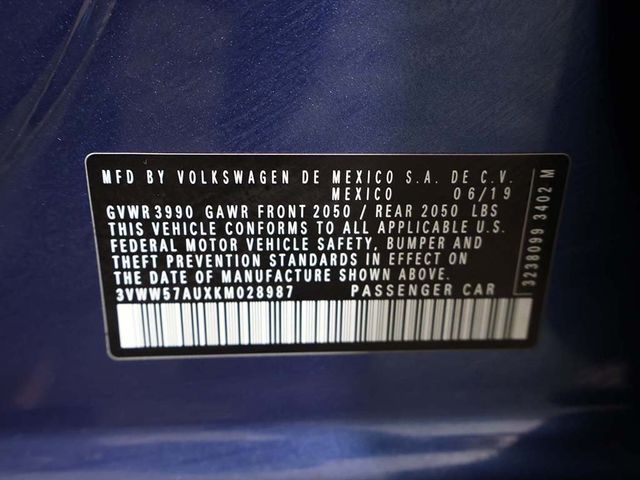 MFD BY VOLKSWAGEN DE MEXICO S.A. DE C.V.
MEXICO 06/19
GVWR 3990 GAWR FRONT 2050 / REAR 2050 LBS
THIS VEHICLE CONFORMS TO ALL APPLICABLE U.S.
FEDERAL MOTOR VEHICLE SAFETY, BUMPER AND
THEFT PREVENTION STANDARDS IN EFFECT ON
THE DATE OF MANUFACTURE SHOWN ABOVE.
3VWW57AUXKM028987 PASSENGER CAR
3238099 3402 M